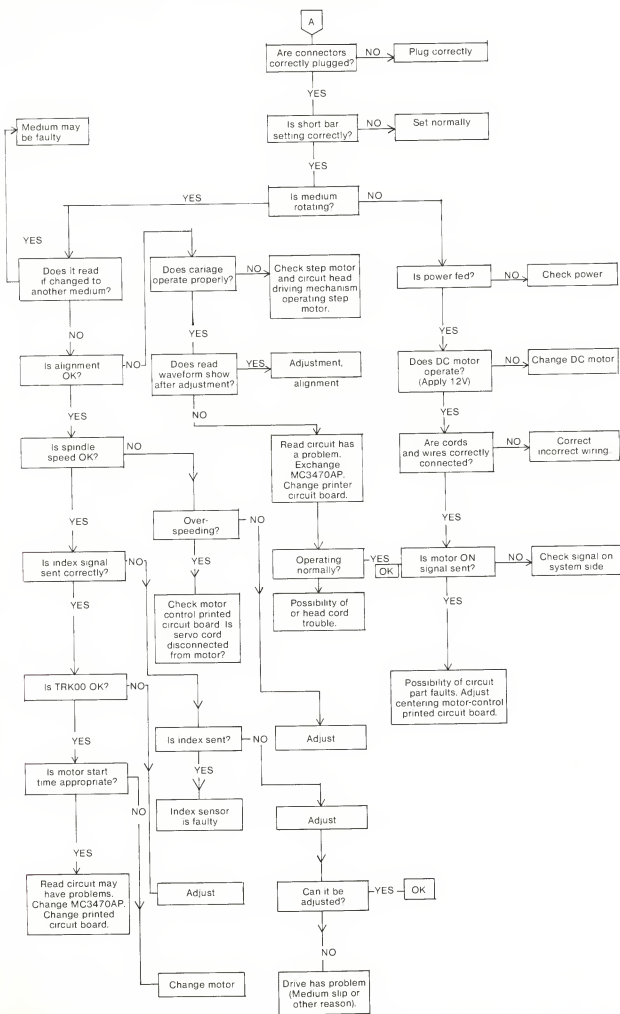 A
Are connectors
correctly plugged?
NO
Plug correctly
YES
Is short bar
setting correctly?
NO
Set normally
Medium may
be faulty
YES
YES
Is medium
rotating?
NO
YES
Does it read
if changed to
another medium?
Does cariage
operate properly?
NO
Check step motor
and circuit head
driving mechanism
operating step
motor.
Is power fed?
NO
Check power
NO
YES
YES
Is alignment
OK?
NO
Does read
waveform show
after adjustment?
YES
Adjustment,
alignment
Does DC motor
operate?
(Apply 12V)
NO
Change DC motor
YES
NO
YES
Is spindle
speed OK?
NO
Read circuit has
a problem.
Exchange
MC3470AP.
Change printer
circuit board.
Are cords
and wires correctly
connected?
NO
Correct
incorrect wiring.
YES
Over-
speeding?
NO
YES
Is index signal
sent correctly?
NO
YES
Operating
normally?
YES
OK
Is motor ON
signal sent?
NO
Check signal on
system side
YES
Check motor
control printed
circuit board Is
servo cord
disconnected
from motor?
Possibility of
or head cord
trouble.
YES
Is TRK00 OK?
NO
Possibility of circuit
part faults. Adjust
centering motor-control
printed circuit board.
YES
Is index sent?
NO
Adjust
Is motor start
time appropriate?
NO
YES
Index sensor
is faulty
Adjust
YES
Read circuit may
have problems.
Change MC3470AP.
Change printed
circuit board.
Adjust
Can it be
adjusted?
YES
OK
NO
Change motor
Drive has problem
(Medium slip or
other reason).